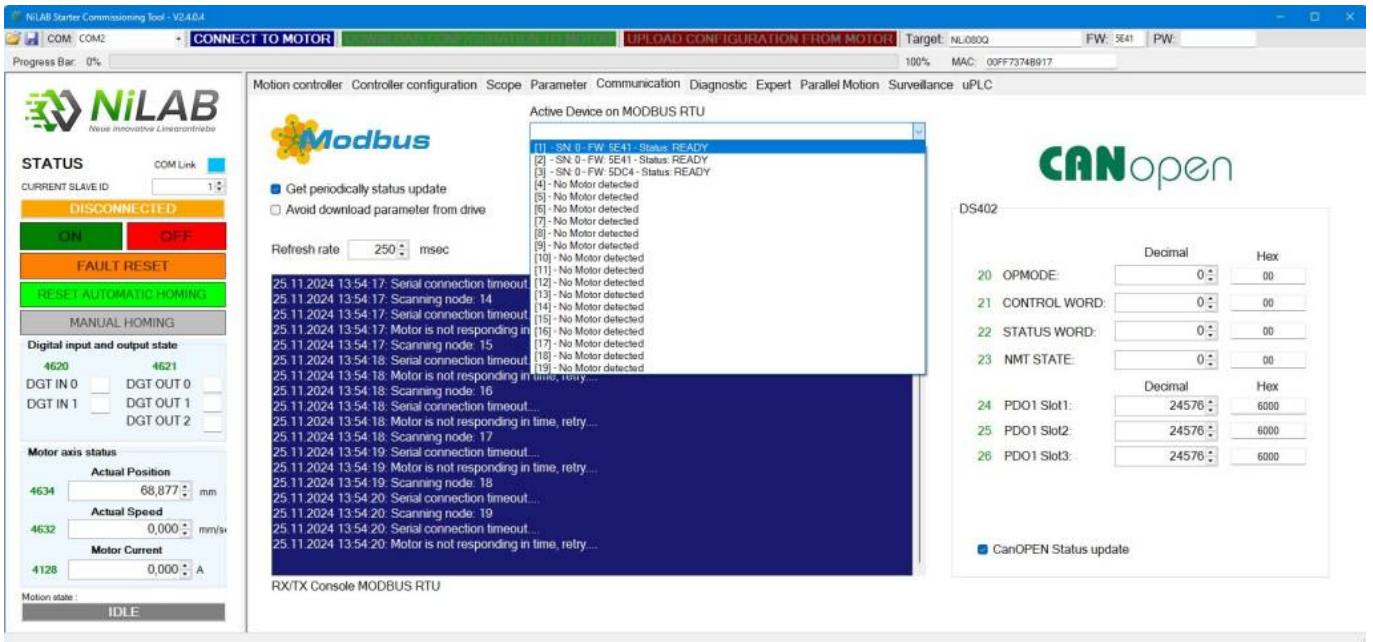 NiLAB Starter Commissioning Tool - V2.4.0.4
COM: COM2
CONNECT TO MOTOR
DOWNLOAD CONFIGURATION TO MOTOR
UPLOAD CONFIGURATION FROM MOTOR
Target: NL-080Q
FW: 5E41
PW:
Progress Bar: 0%
100%
MAC: 00FF7374B917
Motion controller Controller configuration Scope Parameter Communication Diagnostic Expert Parallel Motion Surveillance uPLC
NiLAB
Neue innovative Linearantriebe
STATUS
COM Link
CURRENT SLAVE ID 1
DISCONNECTED
ON
OFF
FAULT RESET
RESET AUTOMATIC HOMING
MANUAL HOMING
Digital input and output state
4620 4621
DGT IN 0 DGT OUT 0
DGT IN 1 DGT OUT 1
DGT OUT 2
Motor axis status
Actual Position
4634 68,877 mm
Actual Speed
4632 0,000 mm/s
Motor Current
4128 0,000 A
Motion state :
IDLE
Modbus
Get periodically status update
Avoid download parameter from drive
Refresh rate 250 msec
Active Device on MODBUS RTU
[1] - SN: 0 - FW: 5E41 - Status: READY
[2] - SN: 0 - FW: 5E41 - Status: READY
[3] - SN: 0 - FW: 5DC4 - Status: READY
[4] - No Motor detected
[5] - No Motor detected
[6] - No Motor detected
[7] - No Motor detected
[8] - No Motor detected
[9] - No Motor detected
[10] - No Motor detected
[11] - No Motor detected
[12] - No Motor detected
[13] - No Motor detected
[14] - No Motor detected
[15] - No Motor detected
[16] - No Motor detected
[17] - No Motor detected
[18] - No Motor detected
[19] - No Motor detected
25.11.2024 13:54:17: Serial connection timeout
25.11.2024 13:54:17: Scanning node: 14
25.11.2024 13:54:17: Serial connection timeout
25.11.2024 13:54:17: Motor is not responding in
25.11.2024 13:54:17: Scanning node: 15
25.11.2024 13:54:18: Serial connection timeout
25.11.2024 13:54:18: Motor is not responding in time, retry....
25.11.2024 13:54:18: Scanning node: 16
25.11.2024 13:54:18: Serial connection timeout....
25.11.2024 13:54:18: Motor is not responding in time, retry....
25.11.2024 13:54:18: Scanning node: 17
25.11.2024 13:54:19: Serial connection timeout....
25.11.2024 13:54:19: Motor is not responding in time, retry....
25.11.2024 13:54:19: Scanning node: 18
25.11.2024 13:54:20: Serial connection timeout....
25.11.2024 13:54:20: Scanning node: 19
25.11.2024 13:54:20: Serial connection timeout....
25.11.2024 13:54:20: Motor is not responding in time, retry....
RX/TX Console MODBUS RTU
CANopen
DS402
Decimal Hex
20 OPMODE: 0 00
21 CONTROL WORD: 0 00
22 STATUS WORD: 0 00
23 NMT STATE: 0 00
Decimal Hex
24 PDO1 Slot1: 24576 6000
25 PDO1 Slot2: 24576 6000
26 PDO1 Slot3: 24576 6000
CanOPEN Status update